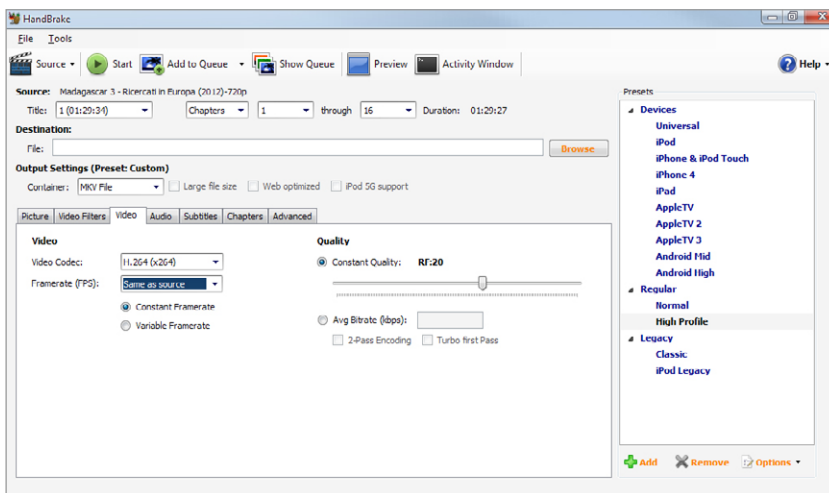 HandBrake
File Tools
Source Start Add to Queue Show Queue Preview Activity Window Help
Source: Madagascar 3 - Ricercati in Europa (2012)-720p
Title: 1 (01:29:34) Chapters 1 through 16 Duration: 01:29:27
Destination:
File: Browse
Output Settings (Preset: Custom)
Container: MKV File Large file size Web optimized iPod 5G support
Picture Video Filters Video Audio Subtitles Chapters Advanced
Video
Video Codec: H.264 (x264)
Framerate (FPS): Same as source
Constant Framerate
Variable Framerate
Quality
Constant Quality: RF:20
Avg Bitrate (kbps):
2-Pass Encoding Turbo first Pass
Presets
Devices
Universal
iPod
iPhone & iPod Touch
iPhone 4
iPad
AppleTV
AppleTV 2
AppleTV 3
Android Mid
Android High
Regular
Normal
High Profile
Legacy
Classic
iPod Legacy
Add Remove Options